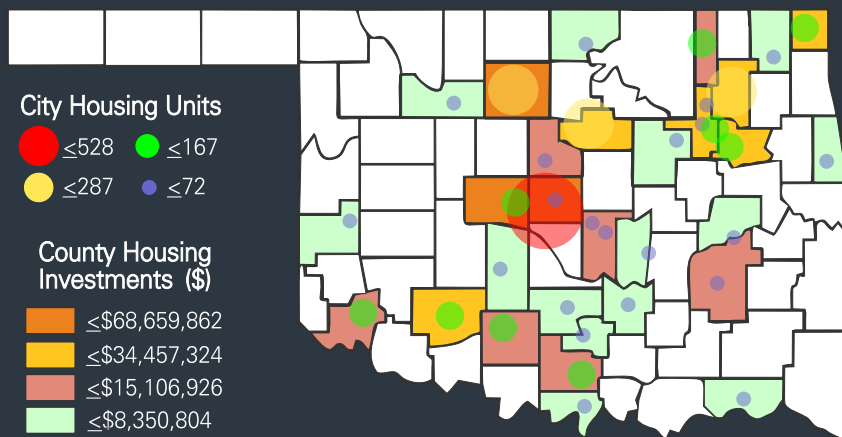 City Housing Units
≤528 ≤167
≤287 ≤72
County Housing
Investments ($)
≤$68,659,862
≤$34,457,324
≤$15,106,926
≤$8,350,804